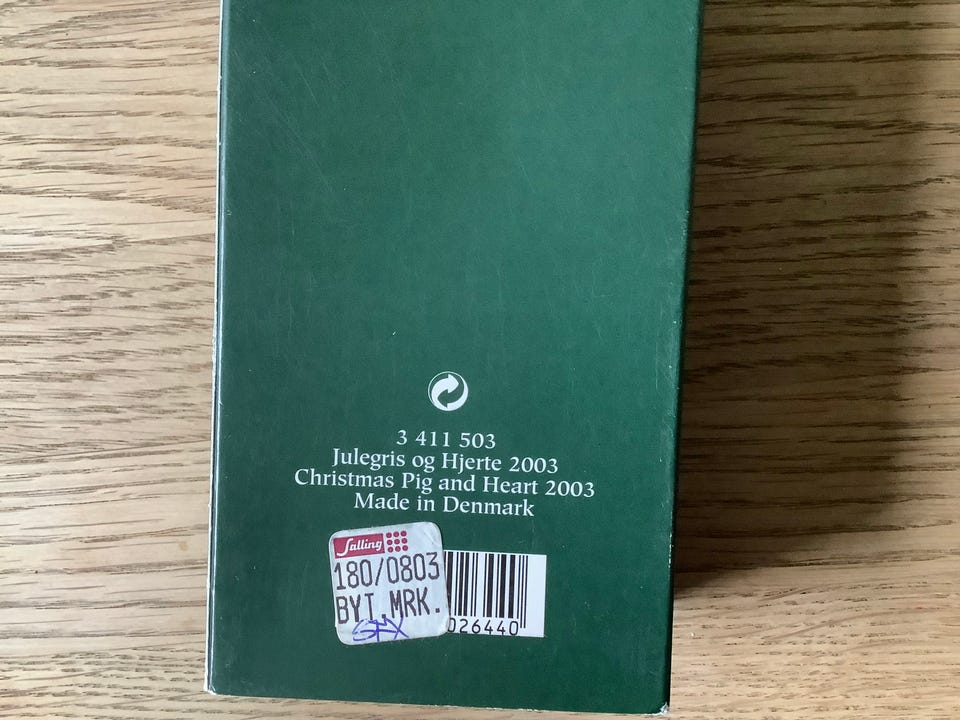 3 411 503
Julegris og Hjerte 2003
Christmas Pig and Heart 2003
Made in Denmark
Salling
180/0803
BYT.MRK.
026440